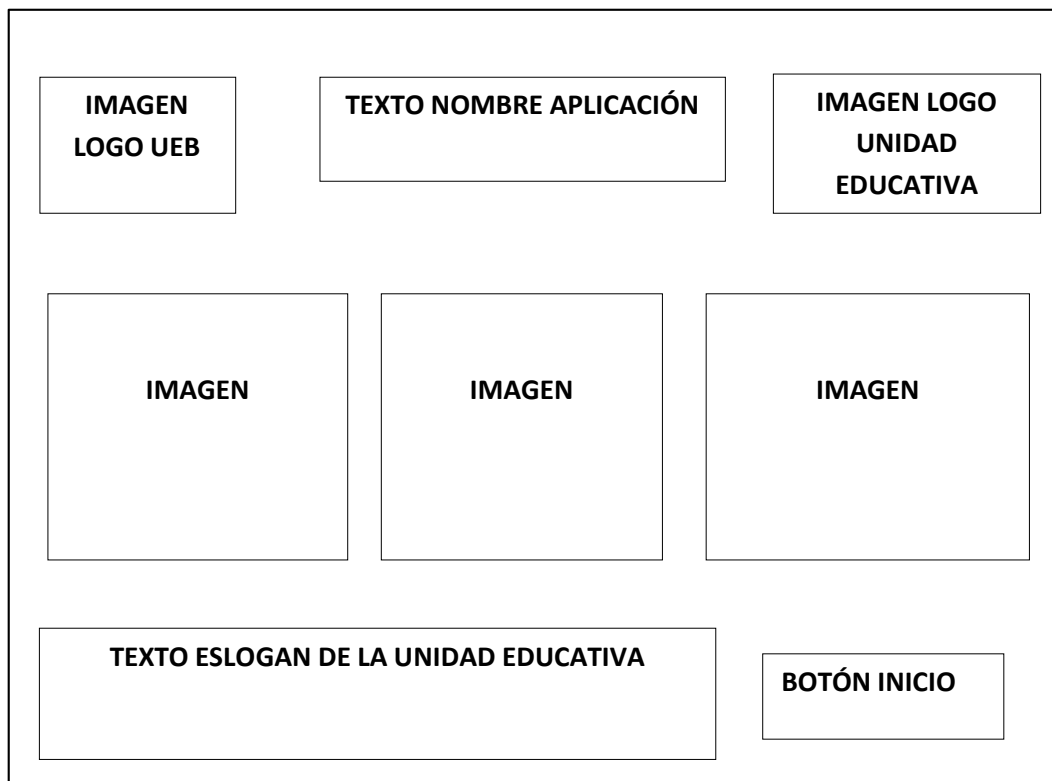 IMAGEN
LOGO UEB
TEXTO NOMBRE APLICACIÓN
IMAGEN LOGO
UNIDAD
EDUCATIVA
IMAGEN
IMAGEN
IMAGEN
TEXTO ESLOGAN DE LA UNIDAD EDUCATIVA
BOTÓN INICIO